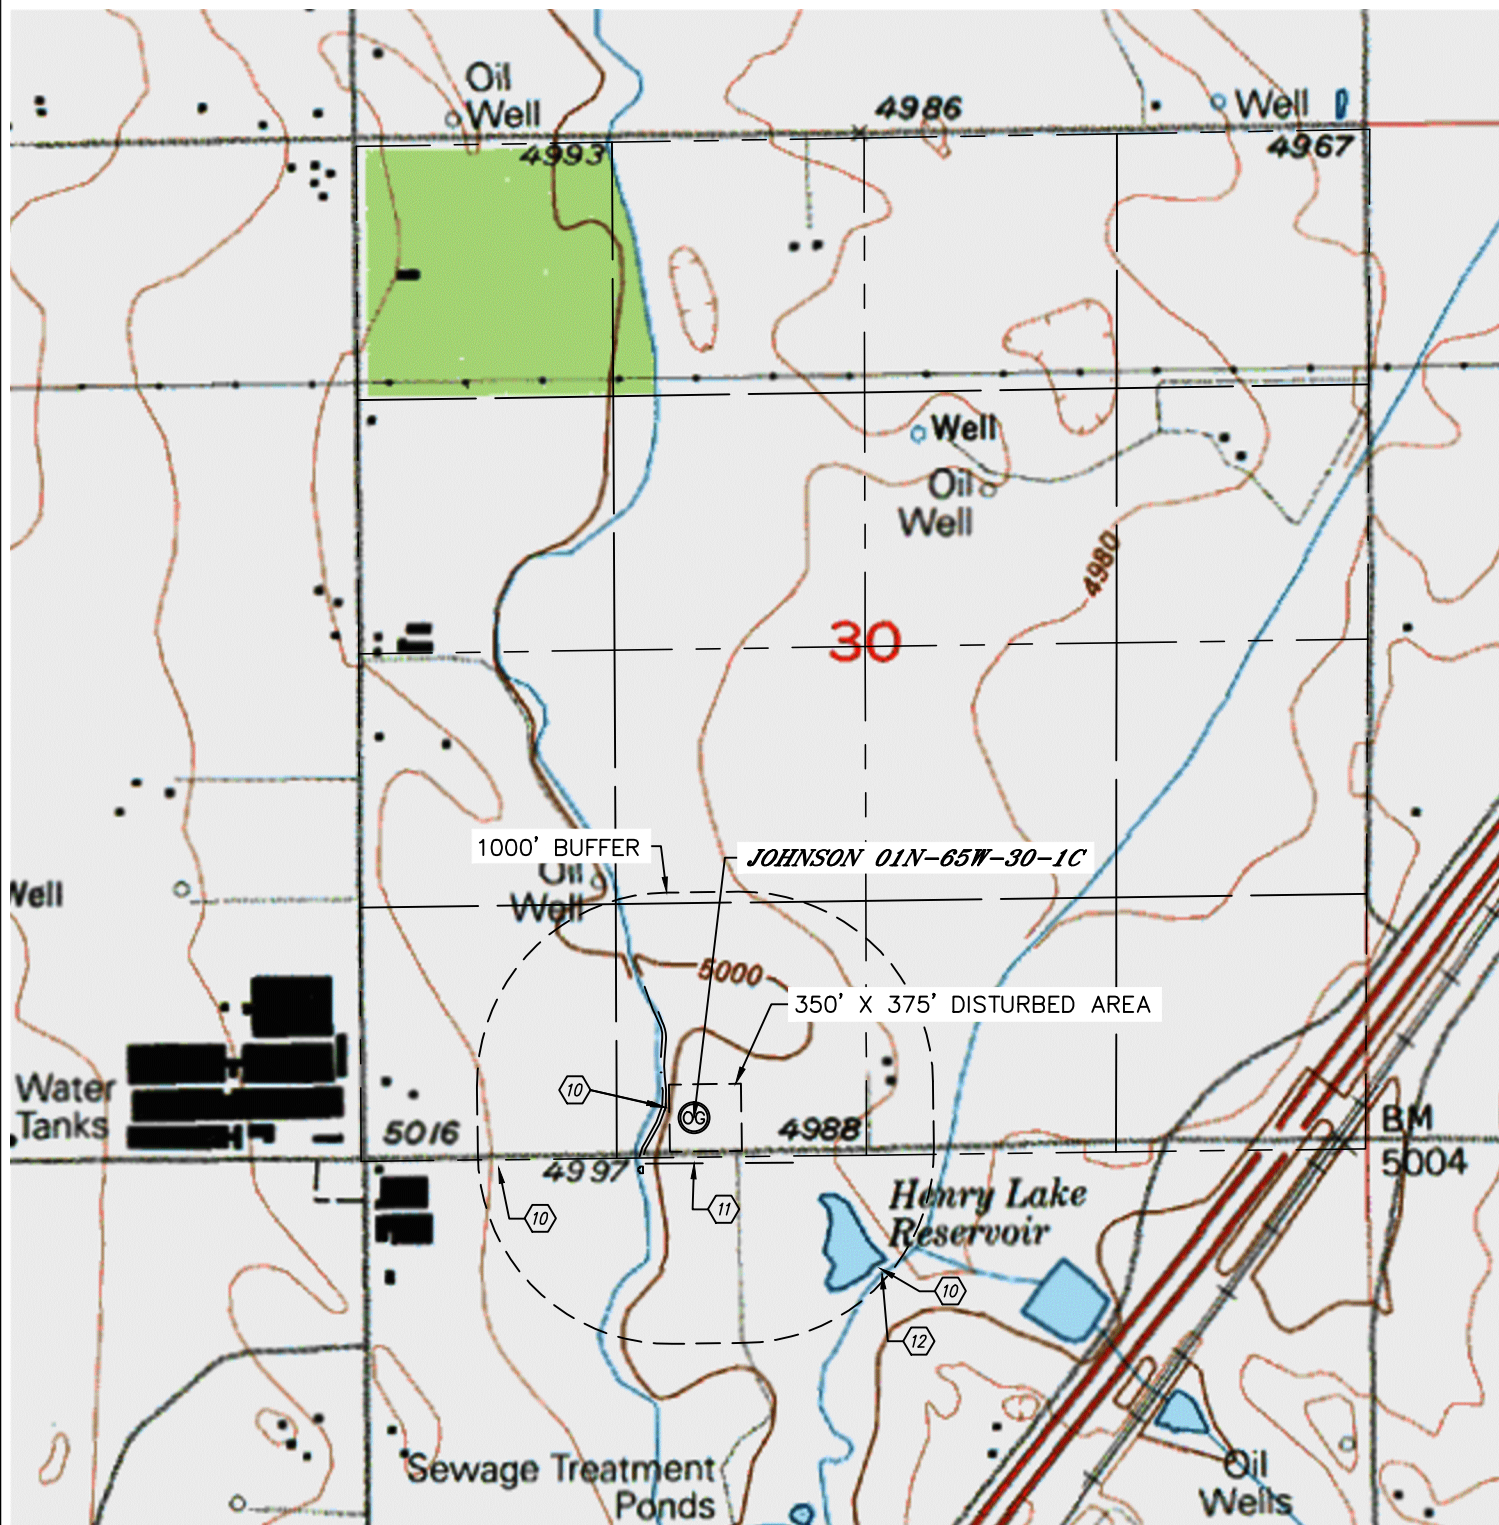 Oil
Well
4986
Well
4993
4967
Well
Oil
Well
4980
30
1000' BUFFER
JOHNSON 01N-65W-30-1C
Oil
Well
Well
5000
350' X 375' DISTURBED AREA
Water
Tanks
10
OG
5016
4988
BM
5004
4997
10
11
Henry Lake
Reservoir
10
12
Sewage Treatment
Ponds
Oil
Wells